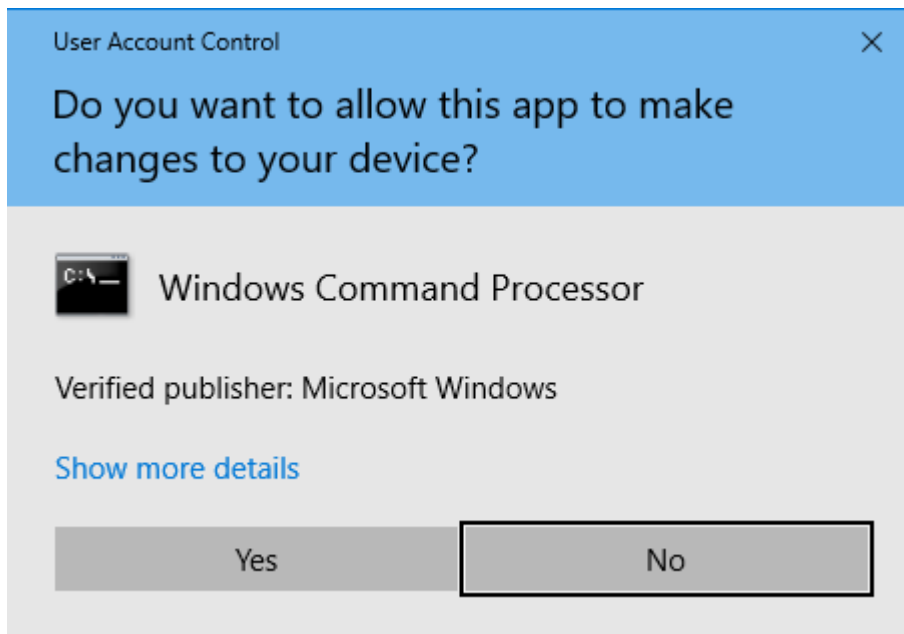 User Account Control
Do you want to allow this app to make
changes to your device?
C:\_
Windows Command Processor
Verified publisher: Microsoft Windows
Show more details
Yes
No